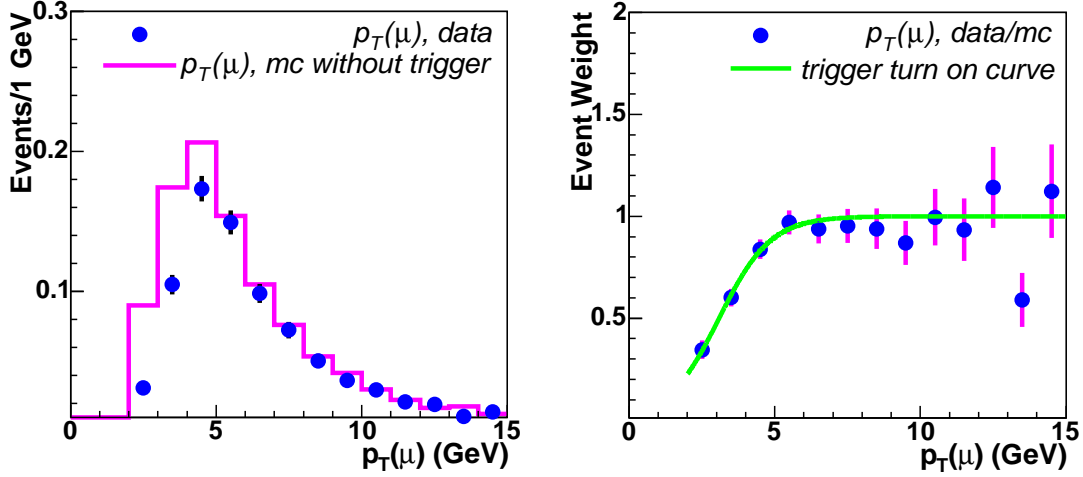 Events/1 GeV
0.3
0.2
0.1
p_T(μ), data
p_T(μ), mc without trigger
0 5 10 15
p_T(μ) (GeV)
Event Weight
2
1.5
1
0.5
p_T(μ), data/mc
trigger turn on curve
0 5 10 15
p_T(μ) (GeV)